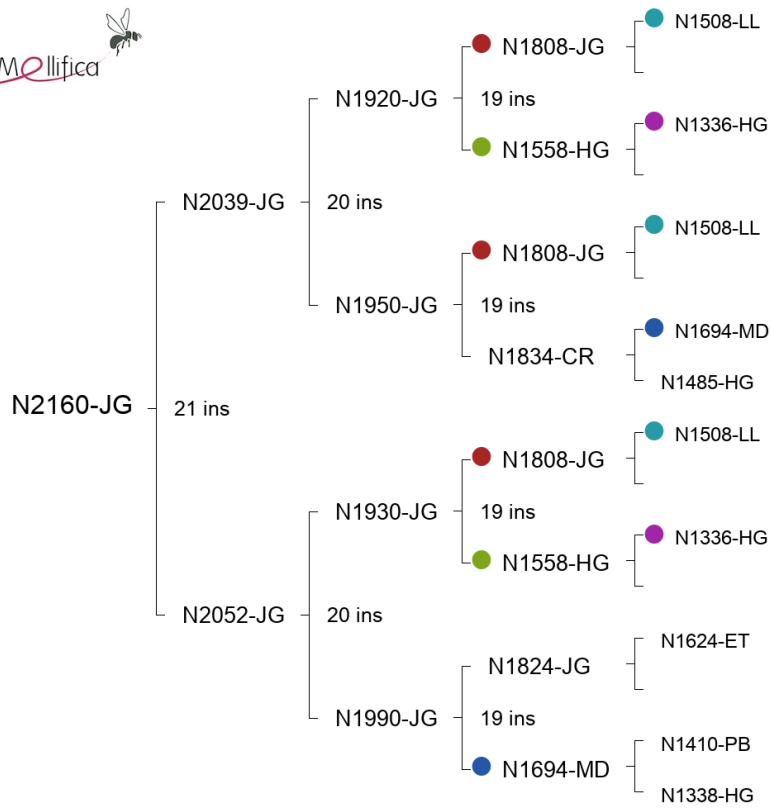 Mellifica
N1508-LL
N1808-JG
N1920-JG
19 ins
N1336-HG
N1558-HG
N2039-JG
20 ins
N1508-LL
N1808-JG
N1950-JG
19 ins
N1694-MD
N1834-CR
N1485-HG
N2160-JG
21 ins
N1508-LL
N1808-JG
N1930-JG
19 ins
N1336-HG
N1558-HG
N2052-JG
20 ins
N1624-ET
N1824-JG
N1990-JG
19 ins
N1410-PB
N1694-MD
N1338-HG